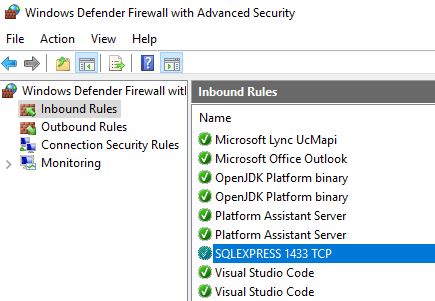 Windows Defender Firewall with Advanced Security
File Action View Help
Windows Defender Firewall wit
Inbound Rules
Outbound Rules
Connection Security Rules
Monitoring
Inbound Rules
Name
Microsoft Lync UcMapi
Microsoft Office Outlook
OpenJDK Platform binary
OpenJDK Platform binary
Platform Assistant Server
Platform Assistant Server
SQLEXPRESS 1433 TCP
Visual Studio Code
Visual Studio Code